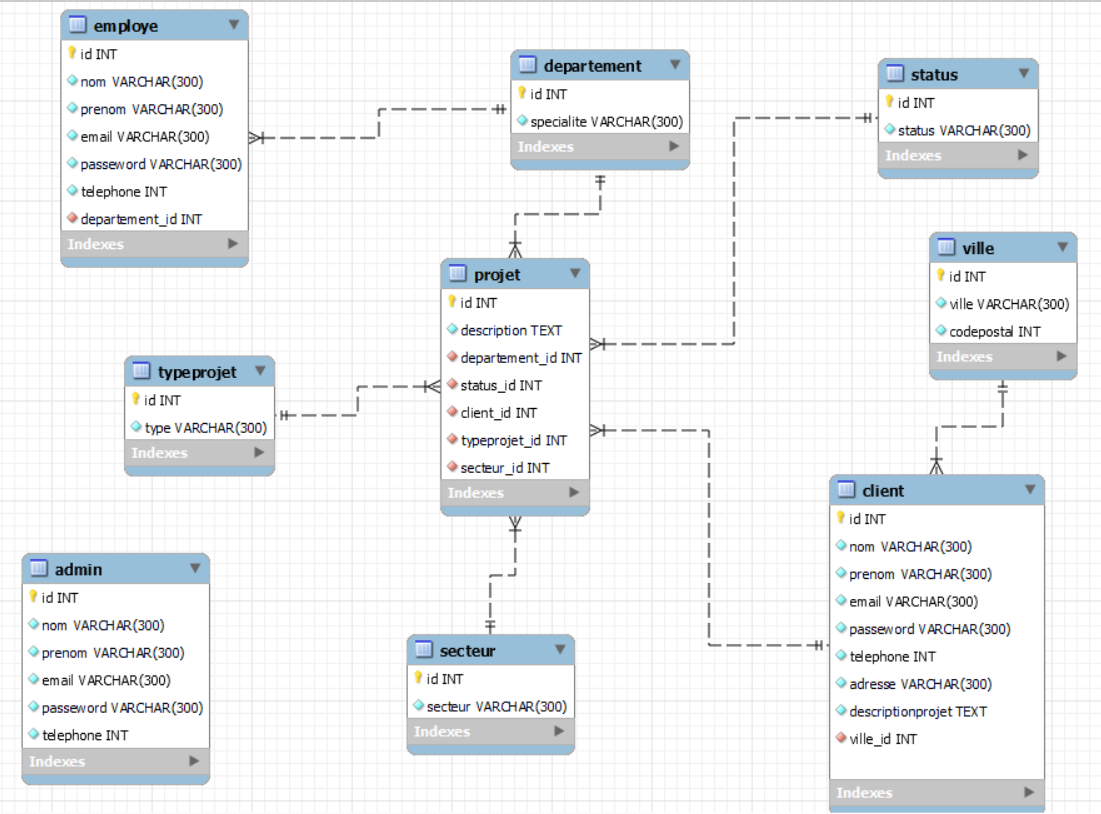 employe
id INT
nom VARCHAR(300)
prenom VARCHAR(300)
email VARCHAR(300)
passeword VARCHAR(300)
telephone INT
departement_id INT
Indexes
departement
id INT
specialite VARCHAR(300)
Indexes
status
id INT
status VARCHAR(300)
Indexes
ville
id INT
ville VARCHAR(300)
codepostal INT
Indexes
projet
id INT
description TEXT
departement_id INT
status_id INT
client_id INT
typeprojet_id INT
secteur_id INT
Indexes
typeprojet
id INT
type VARCHAR(300)
Indexes
client
id INT
nom VARCHAR(300)
prenom VARCHAR(300)
email VARCHAR(300)
passeword VARCHAR(300)
telephone INT
adresse VARCHAR(300)
descriptionprojet TEXT
ville_id INT
Indexes
admin
id INT
nom VARCHAR(300)
prenom VARCHAR(300)
email VARCHAR(300)
passeword VARCHAR(300)
telephone INT
Indexes
secteur
id INT
secteur VARCHAR(300)
Indexes